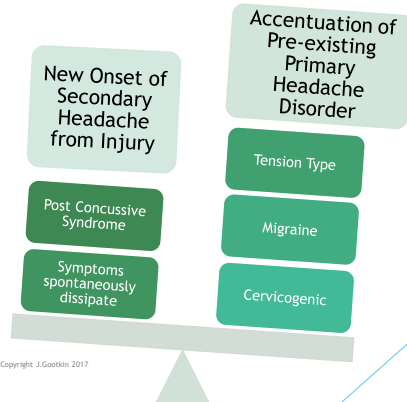 New Onset of
Secondary
Headache
from Injury
Post Concussive
Syndrome
Symptoms
spontaneously
dissipate
Accentuation of
Pre-existing
Primary
Headache
Disorder
Tension Type
Migraine
Cervicogenic
Copyright J.Gootkin 2017